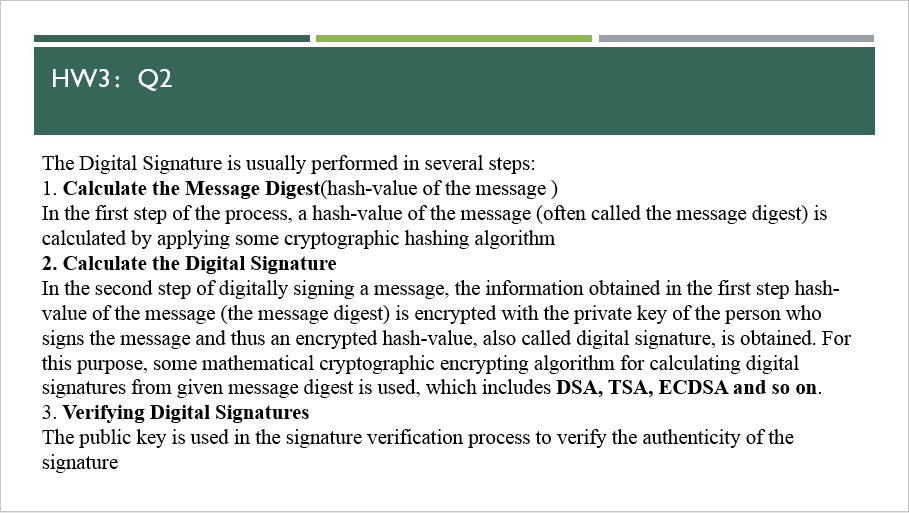 HW3： Q2
The Digital Signature is usually performed in several steps:
1. Calculate the Message Digest(hash-value of the message )
In the first step of the process, a hash-value of the message (often called the message digest) is
calculated by applying some cryptographic hashing algorithm
2. Calculate the Digital Signature
In the second step of digitally signing a message, the information obtained in the first step hash-
value of the message (the message digest) is encrypted with the private key of the person who
signs the message and thus an encrypted hash-value, also called digital signature, is obtained. For
this purpose, some mathematical cryptographic encrypting algorithm for calculating digital
signatures from given message digest is used, which includes DSA, TSA, ECDSA and so on.
3. Verifying Digital Signatures
The public key is used in the signature verification process to verify the authenticity of the
signature